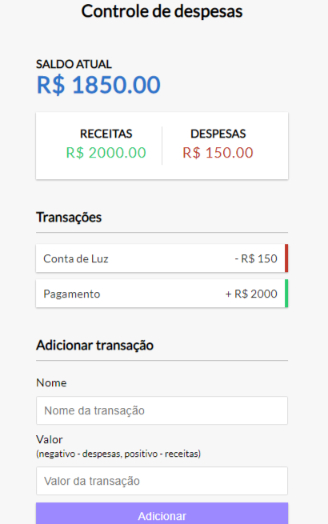 Controle de despesas
SALDO ATUAL
R$ 1850.00
RECEITAS
R$ 2000.00
DESPESAS
R$ 150.00
Transações
Conta de Luz - R$ 150
Pagamento + R$ 2000
Adicionar transação
Nome
Nome da transação
Valor
(negativo - despesas, positivo - receitas)
Valor da transação
Adicionar